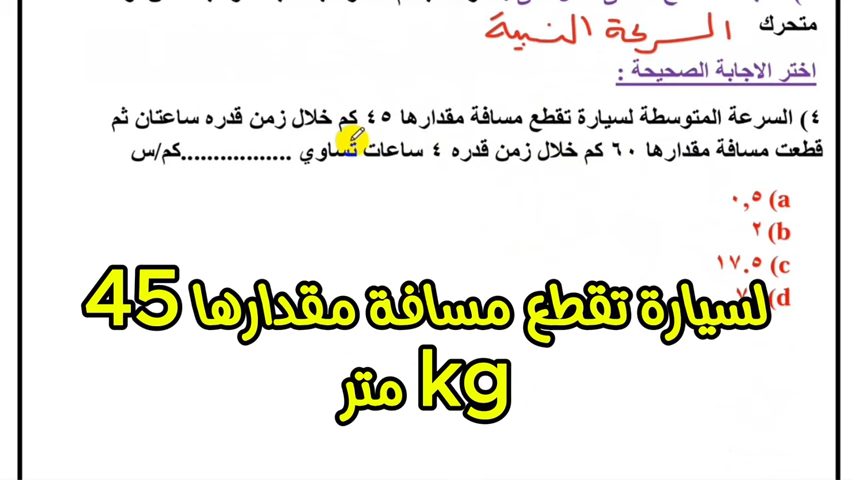 متحرك السرعة النسبية
اختر الاجابة الصحيحة :
٤) السرعة المتوسطة لسيارة تقطع مسافة مقدارها ٤٥ كم خلال زمن قدره ساعتان ثم
قطعت مسافة مقدارها ٦٠ كم خلال زمن قدره ٤ ساعات تساوي .................كم/س
a) ٠,٥
b) ٢
c) ١٧.٥
d)
لسيارة تقطع مسافة مقدارها 45
kg متر